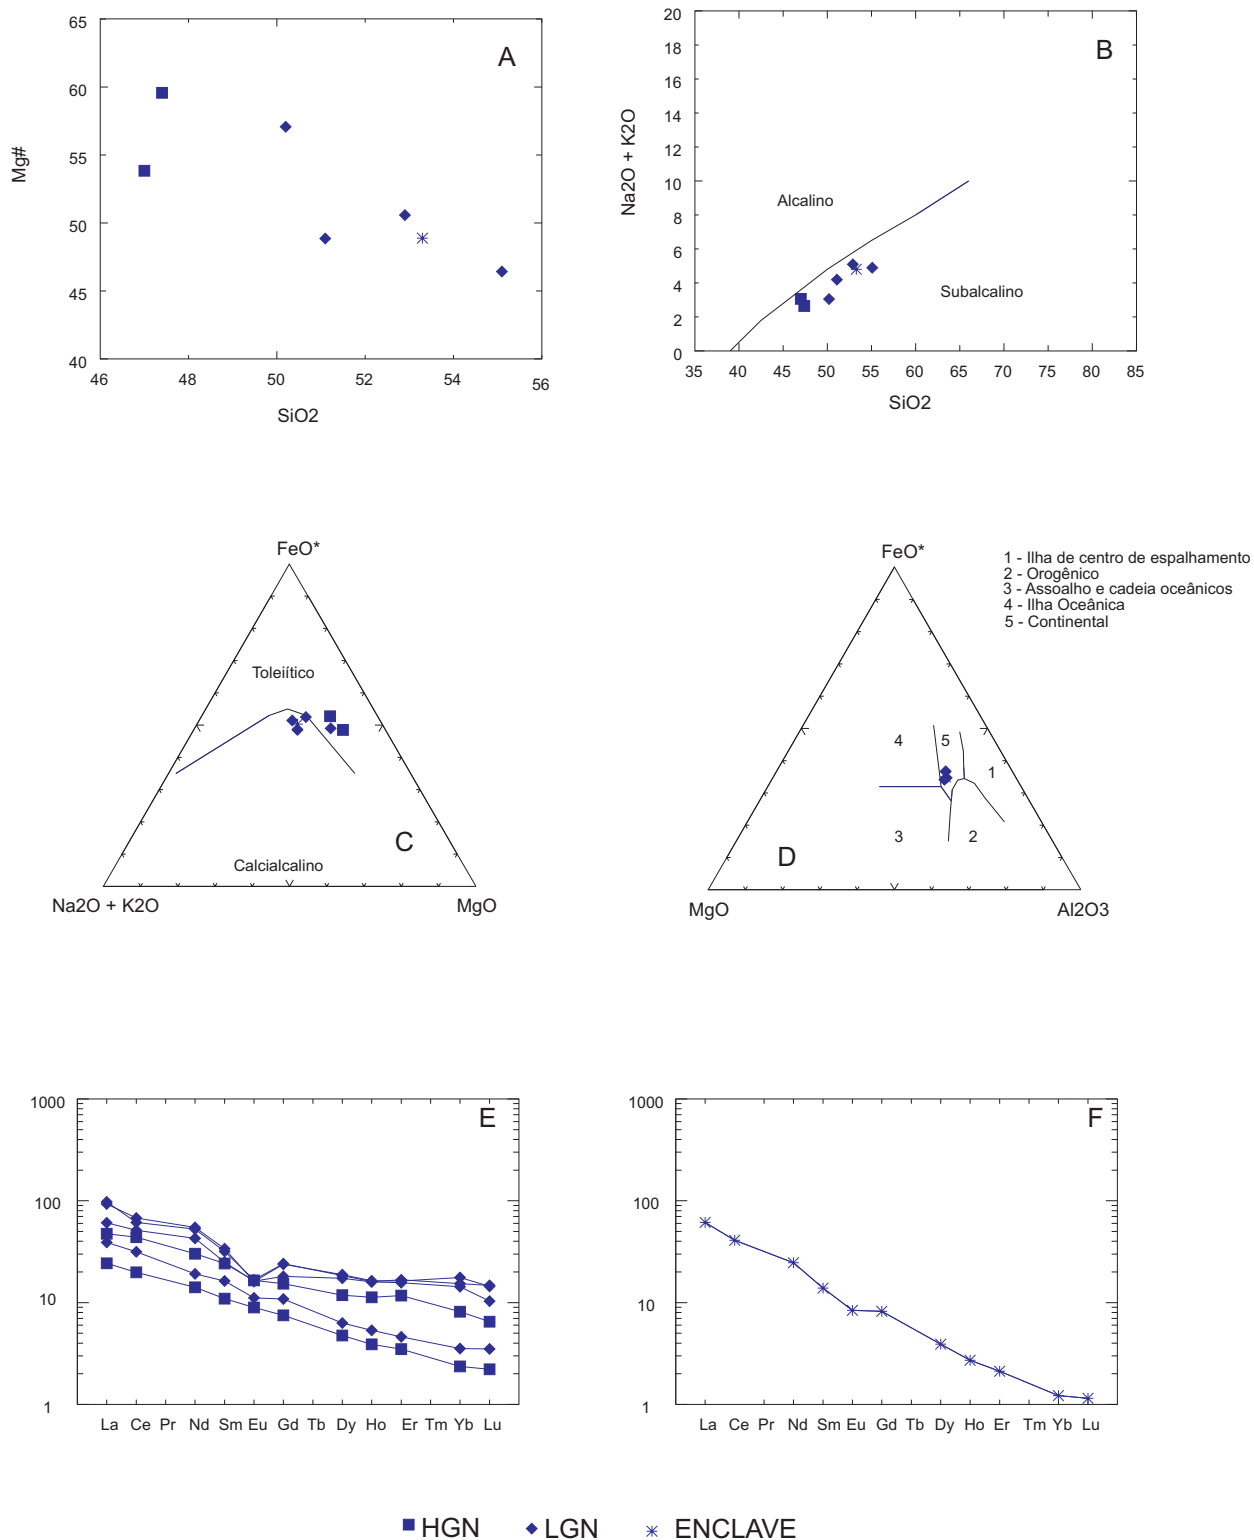 A
65
60
55
50
45
40
46 48 50 52 54 56
Mg#
SiO2
B
20
18
16
14
12
10
8
6
4
2
0
35 40 45 50 55 60 65 70 75 80 85
Na2O + K2O
SiO2
Alcalino
Subalcalino
FeO*
Toleiítico
C
Calcialcalino
Na2O + K2O MgO
FeO*
1 - Ilha de centro de espalhamento
2 - Orogênico
3 - Assoalho e cadeia oceânicos
4 - Ilha Oceânica
5 - Continental
4 5
1
3 2
D
MgO Al2O3
E
1000
100
10
1
La Ce Pr Nd Sm Eu Gd Tb Dy Ho Er Tm Yb Lu
F
1000
100
10
1
La Ce Pr Nd Sm Eu Gd Tb Dy Ho Er Tm Yb Lu
HGN LGN ENCLAVE